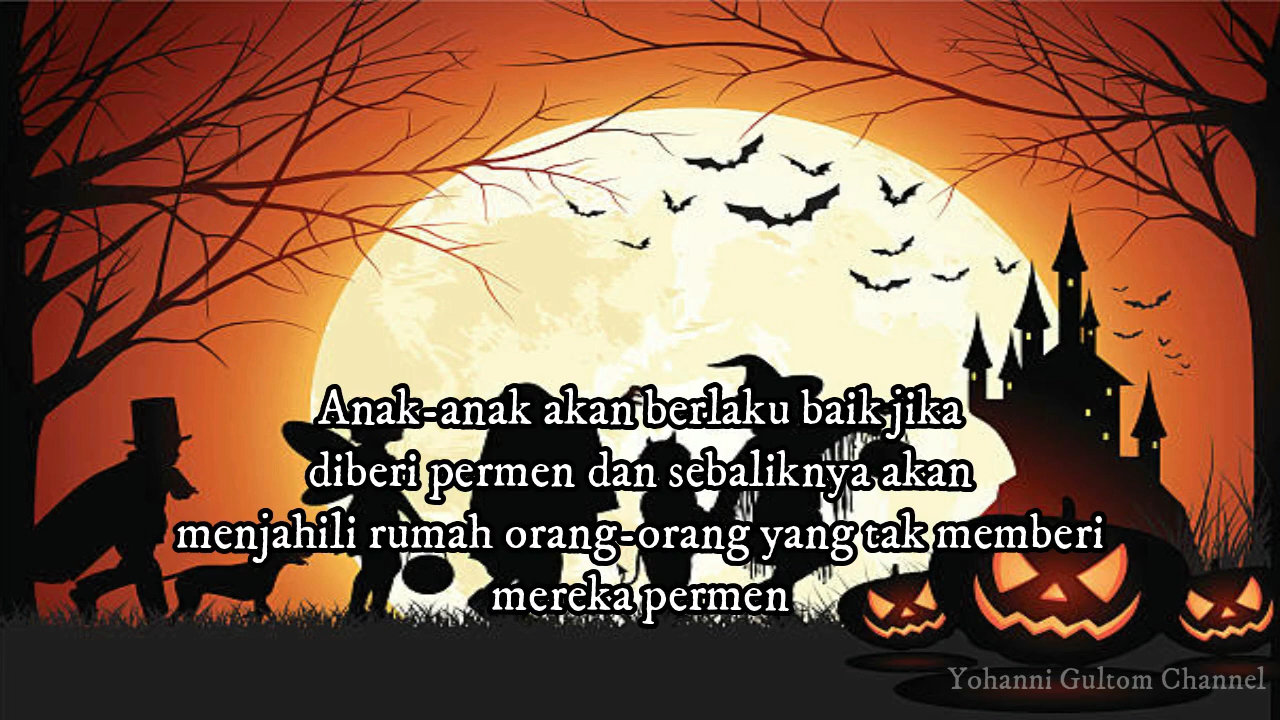 Anak-anak akan berlaku baik jika
diberi permen dan sebaliknya akan
menjahili rumah orang-orang yang tak memberi
mereka permen
Yohanni Gultom Channel